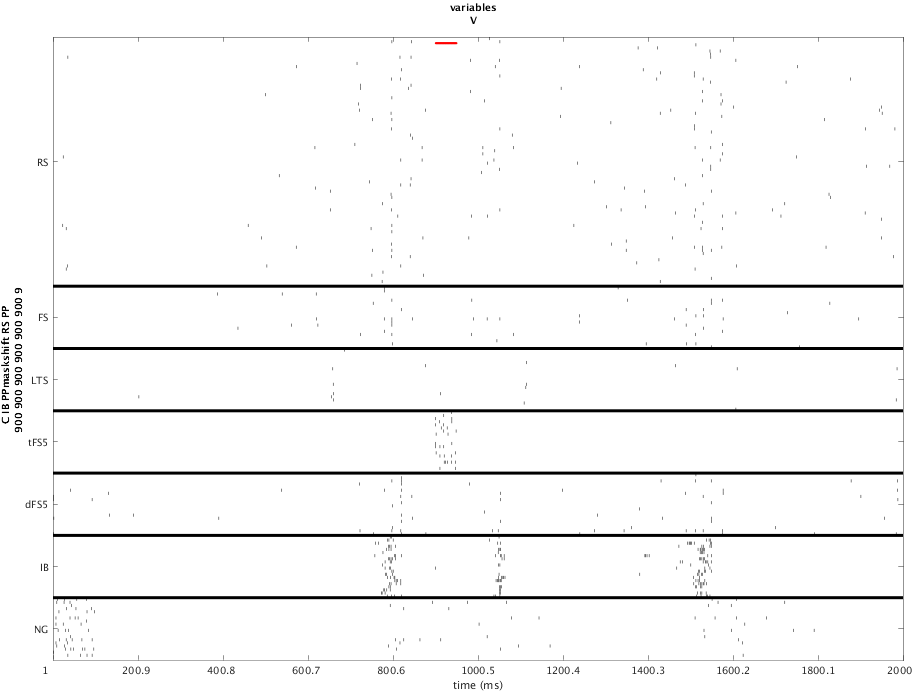 variables
V
C IB PPmaskshift RS PP
900 900 900 900 900 900 9
RS
FS
LTS
tFS5
dFS5
IB
NG
1 200.9 400.8 600.7 800.6 1000.5 1200.4 1400.3 1600.2 1800.1 2000
time (ms)